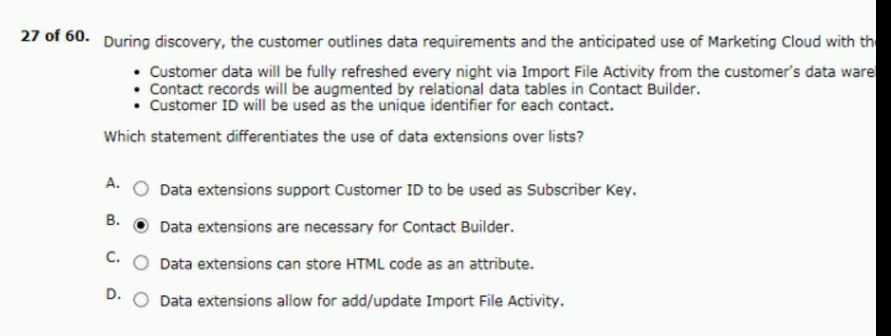 27 of 60. During discovery, the customer outlines data requirements and the anticipated use of Marketing Cloud with
• Customer data will be fully refreshed every night via Import File Activity from the customer's data
• Contact records will be augmented by relational data tables in Contact Builder.
• Customer ID will be used as the unique identifier for each contact.
Which statement differentiates the use of data extensions over lists?
A. Data extensions support Customer ID to be used as Subscriber Key.
B. Data extensions are necessary for Contact Builder.
C. Data extensions can store HTML code as an attribute.
D. Data extensions allow for add/update Import File Activity.